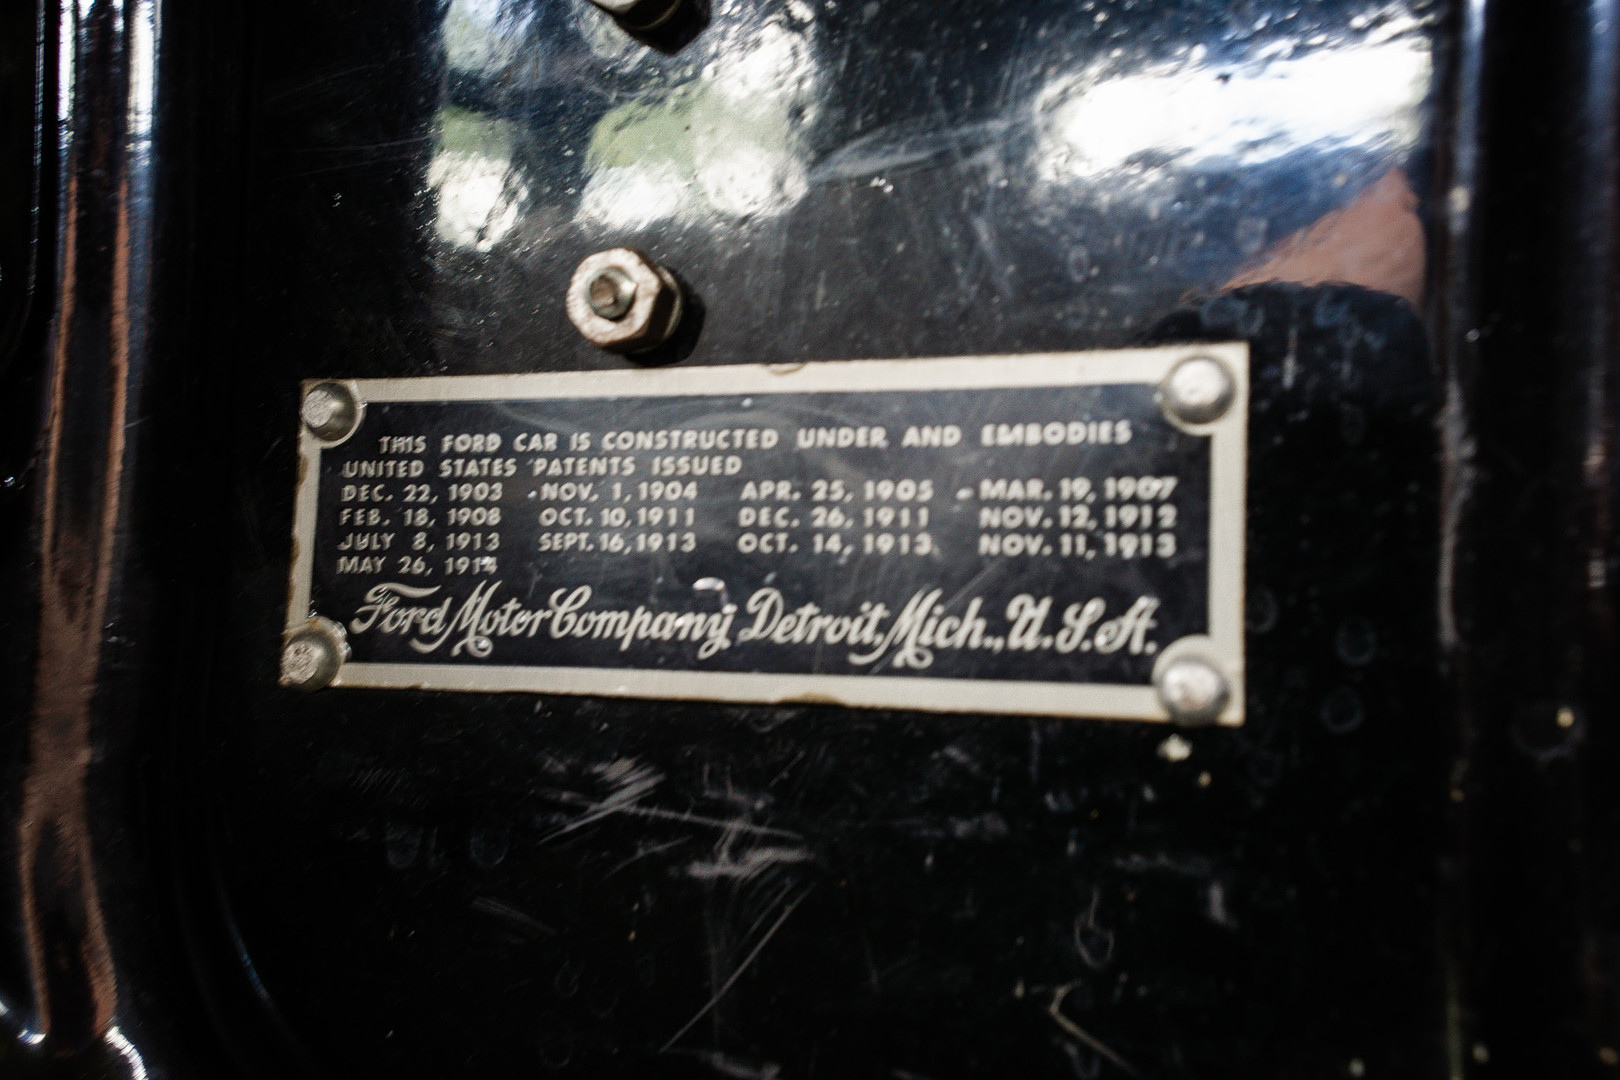 THIS FORD CAR IS CONSTRUCTED UNDER AND EMBODIES
UNITED STATES PATENTS ISSUED
DEC. 22, 1903 NOV. 1, 1904 APR. 25, 1905 MAR. 19, 1907
FEB. 18, 1908 OCT. 10, 1911 DEC. 26, 1911 NOV. 12, 1912
JULY 8, 1913 SEPT. 16, 1913 OCT. 14, 1913 NOV. 11, 1913
MAY 26, 1914
Ford Motor Company, Detroit, Mich., U.S.A.